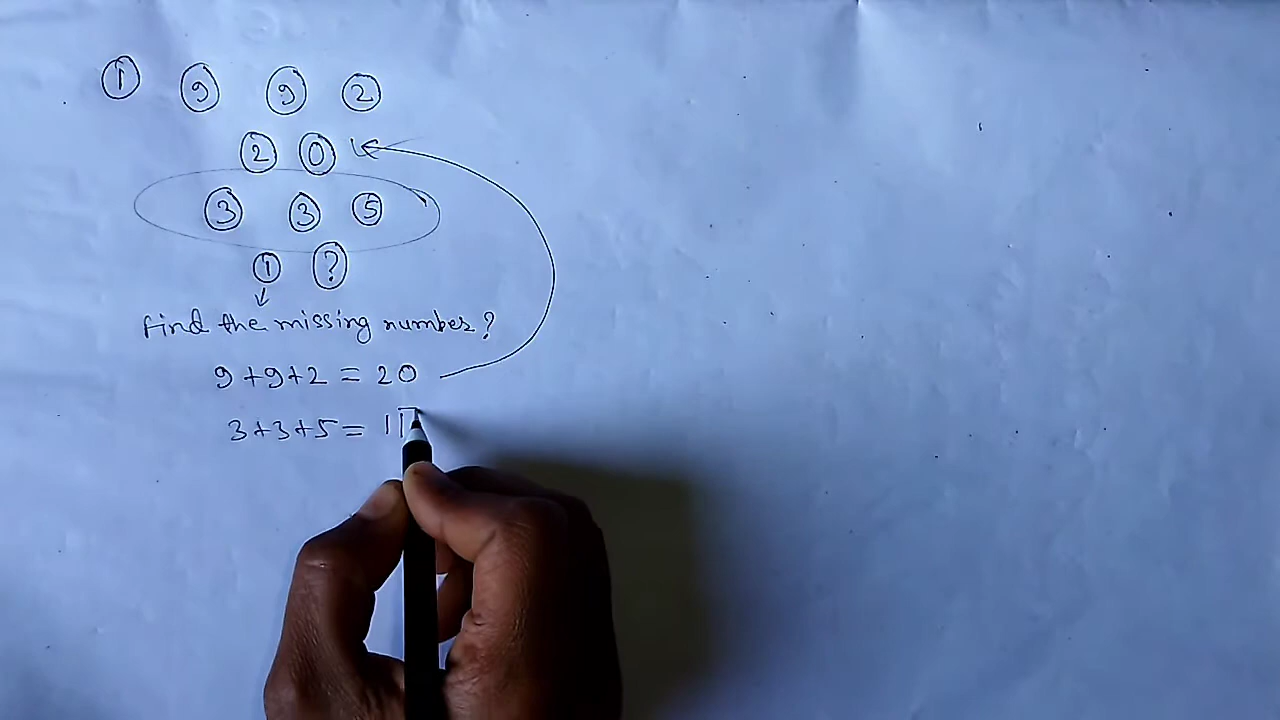 1 9 9 2
2 0
3 3 5
1 ?
Find the missing number?
9+9+2 = 20
3+3+5 = 11